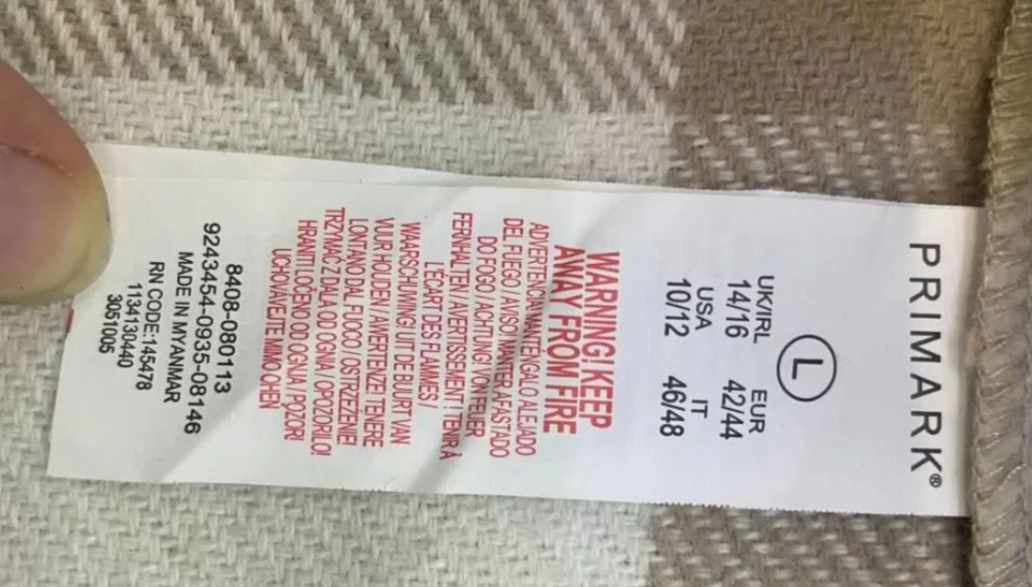 PRIMARK®
L
UK/IRL EUR
14/16 42/44
USA IT
10/12 46/48
WARNING! KEEP
AWAY FROM FIRE
ADVERTENCIA! MANTÉNGALO ALEJADO
DEL FUEGO / AVISO! MANTER AFASTADO
DO FOGO / ACHTUNG! VON FEUER
FERNHALTEN / AVERTISSEMENT ! TENIR À
L'ÉCART DES FLAMMES /
WAARSCHUWING! UIT DE BUURT VAN
VUUR HOUDEN / AVVERTENZE! TENERE
LONTANO DAL FUOCO / OSTRZEŻENIE!
TRZYMAĆ Z DALA OD OGNIA / OPOZORILO!
HRANITI LOČENO OD OGNJA / POZOR!
UCHOVÁVEJTE MIMO OHEŇ
8408-080113
9243454-0935-08146
MADE IN MYANMAR
RN CODE:145478
1134130440
3051005